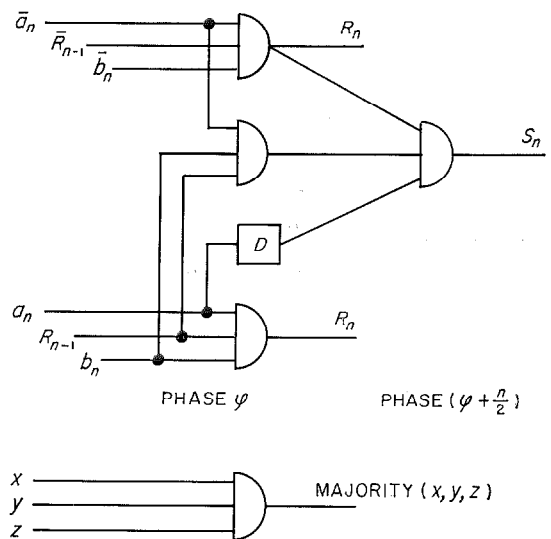 ā_n
R̄_{n-1}
b̄_n
R_n
S_n
D
a_n
R_{n-1}
b_n
R_n
PHASE φ
PHASE (φ + n/2)
x
y
z
MAJORITY (x, y, z)